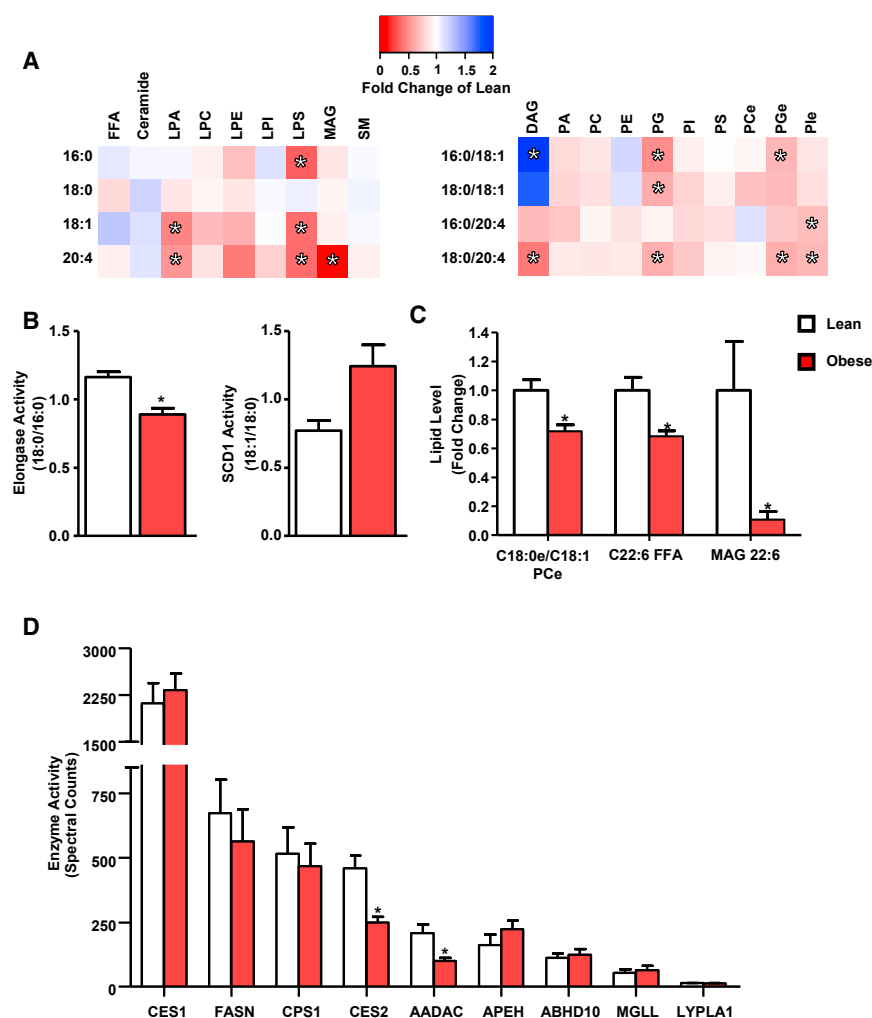 A
0 0.5 1 1.5 2
Fold Change of Lean
FFA Ceramide LPA LPC LPE LPI LPS MAG SM
16:0 *
18:0
18:1 * *
20:4 * * *
DAG PA PC PE PG PI PS PCe PGe PIe
16:0/18:1 * * *
18:0/18:1 *
16:0/20:4 *
18:0/20:4 * * * *
B
Elongase Activity
(18:0/16:0)
1.5
1.0
0.5
0.0
*
SCD1 Activity
(18:1/18:0)
1.5
1.0
0.5
0.0
C
Lipid Level
(Fold Change)
1.4
1.2
1.0
0.8
0.6
0.4
0.2
0
* * *
C18:0e/C18:1 C22:6 FFA MAG 22:6
PCe
Lean
Obese
D
Enzyme Activity
(Spectral Counts)
3000
2250
1500
750
500
250
0
* *
CES1 FASN CPS1 CES2 AADAC APEH ABHD10 MGLL LYPLA1